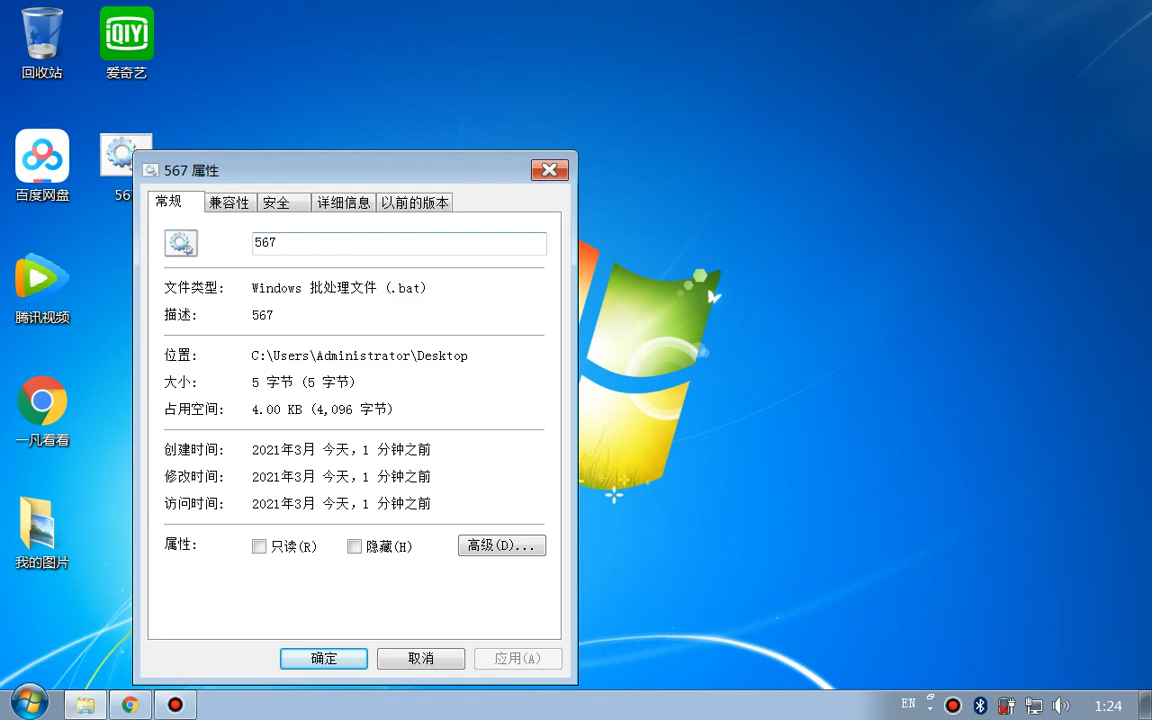 回收站
iQIY
爱奇艺
百度网盘
腾讯视频
一凡看看
我的图片
567 属性
常规 兼容性 安全 详细信息 以前的版本
567
文件类型: Windows 批处理文件 (.bat)
描述: 567
位置: C:\Users\Administrator\Desktop
大小: 5 字节 (5 字节)
占用空间: 4.00 KB (4,096 字节)
创建时间: 2021年3月 今天，1 分钟之前
修改时间: 2021年3月 今天，1 分钟之前
访问时间: 2021年3月 今天，1 分钟之前
属性: 只读(R) 隐藏(H) 高级(D)...
确定 取消 应用(A)
EN 1:24